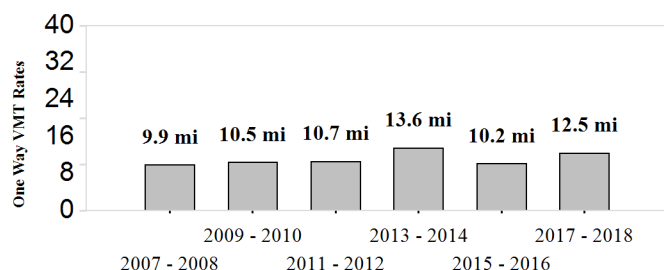 One Way VMT Rates
40
32
24
16
8
0
9.9 mi
10.5 mi
10.7 mi
13.6 mi
10.2 mi
12.5 mi
2009 - 2010
2013 - 2014
2017 - 2018
2007 - 2008
2011 - 2012
2015 - 2016